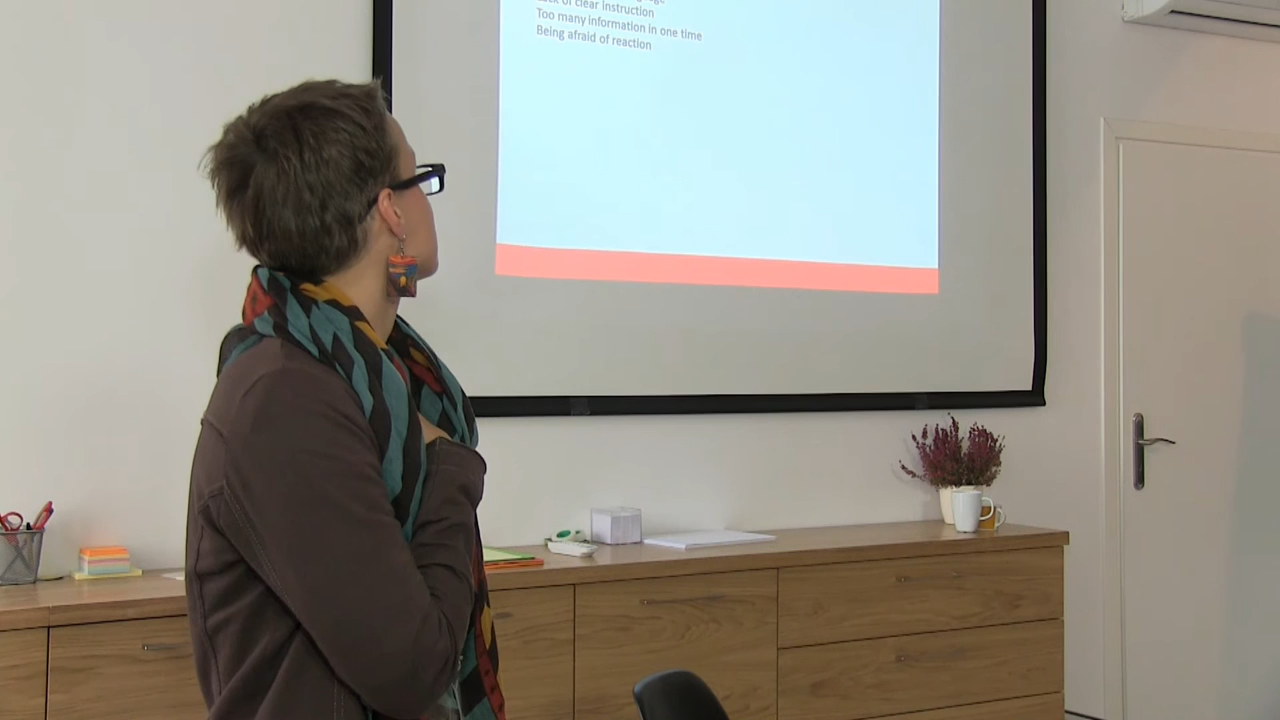 Lack of clear instruction
Too many information in one time
Being afraid of reaction